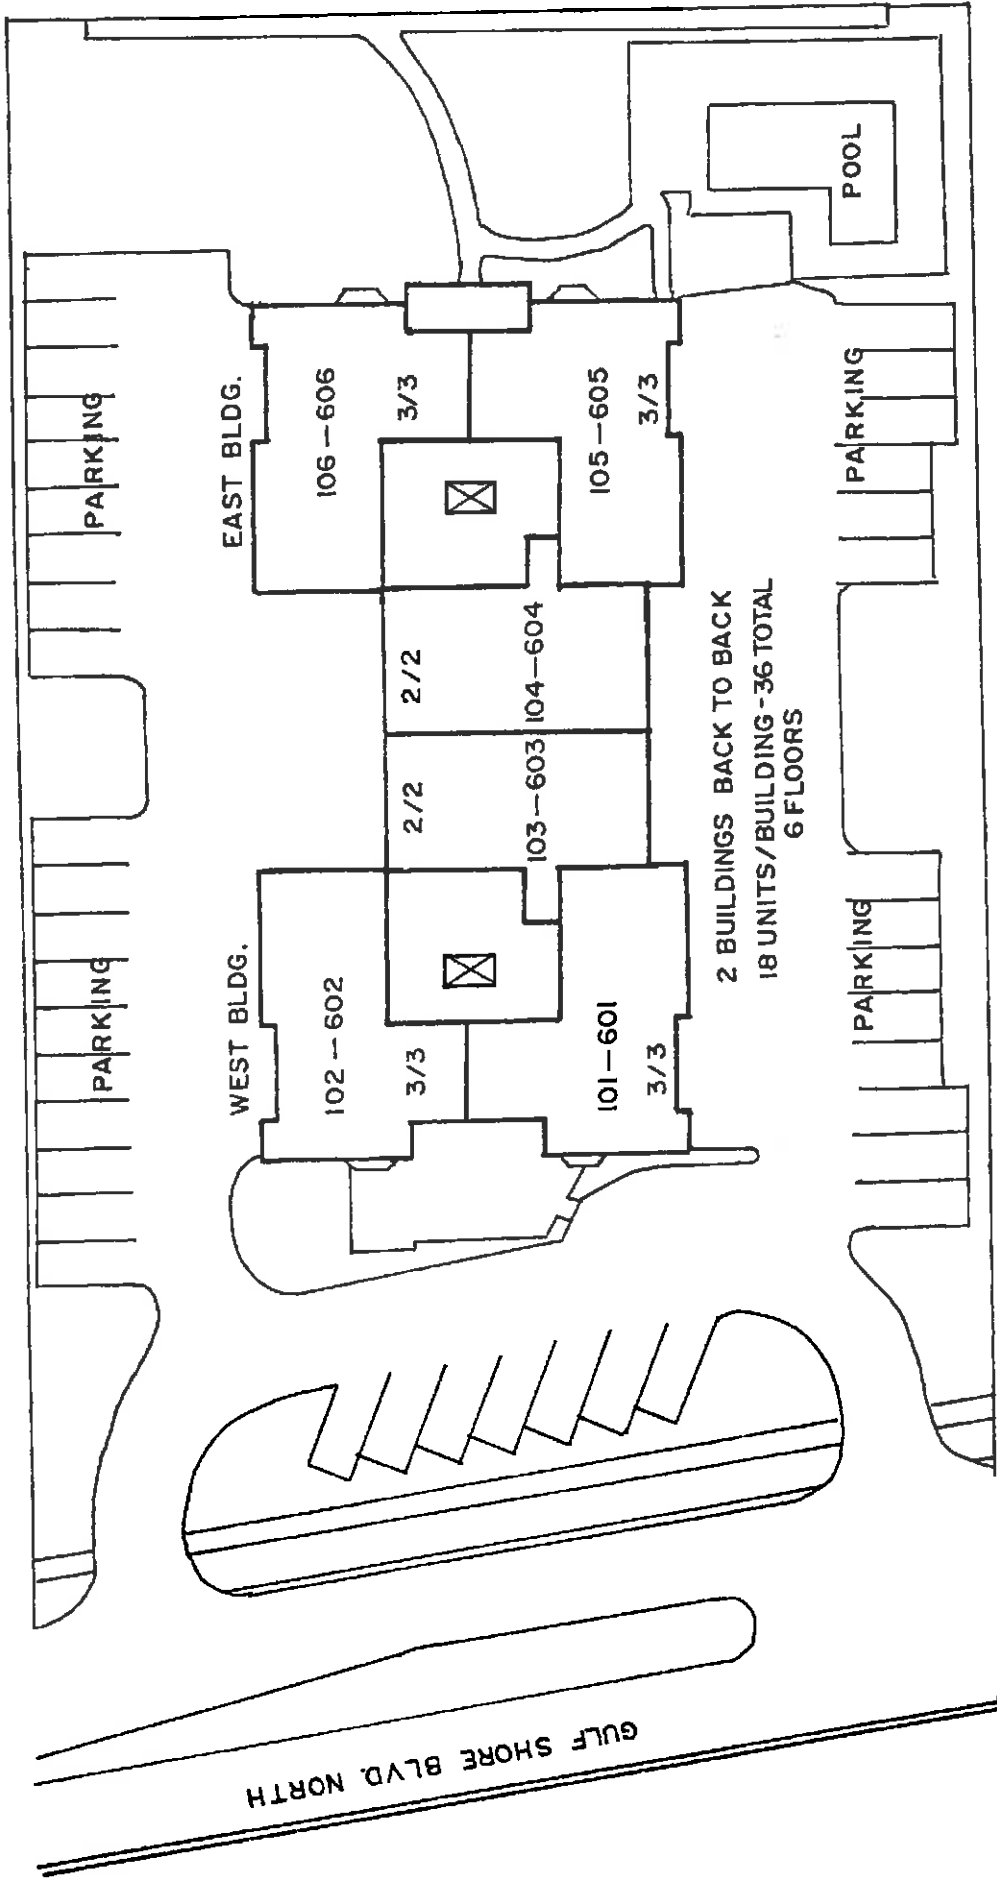 PARKING
PARKING
WEST BLDG.
EAST BLDG.
102-602
3/3
106-606
3/3
2/2
2/2
103-603
104-604
101-601
3/3
105-605
3/3
2 BUILDINGS BACK TO BACK
18 UNITS/BUILDING-36 TOTAL
6 FLOORS
PARKING
PARKING
POOL
GULF SHORE BLVD. NORTH